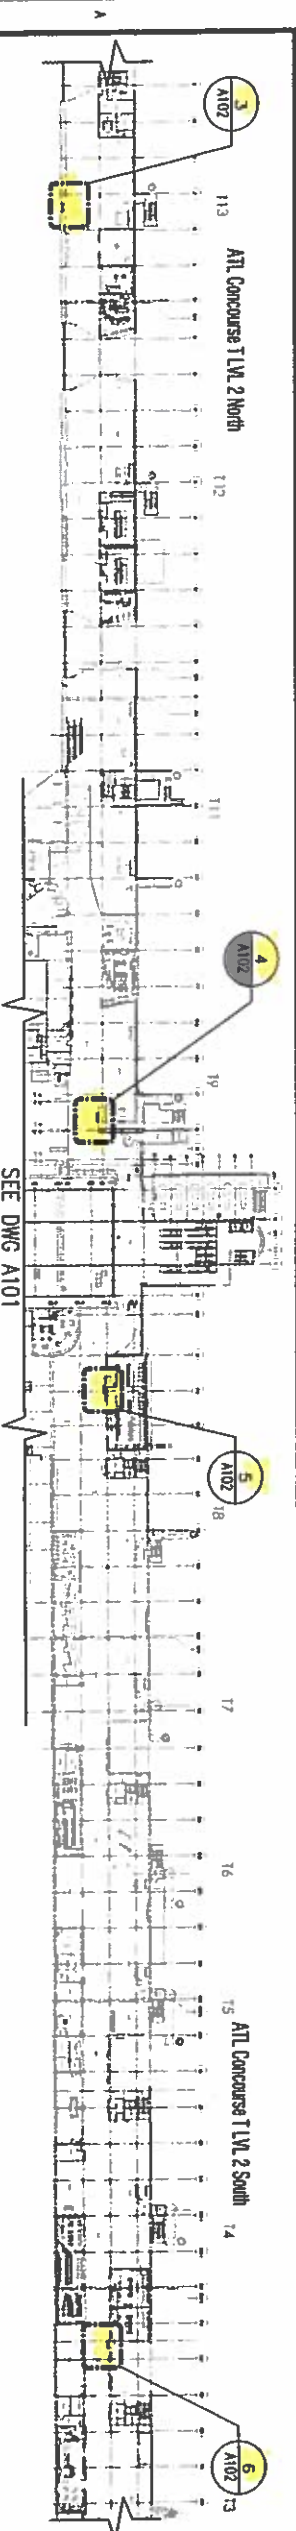 A
3
A102
T13
ATL Concourse T LVL 2 North
T12
T11
4
A102
T9
SEE DWG A101
5
A102
T8
T7
T6
T5
ATL Concourse T LVL 2 South
T4
6
A102
T3